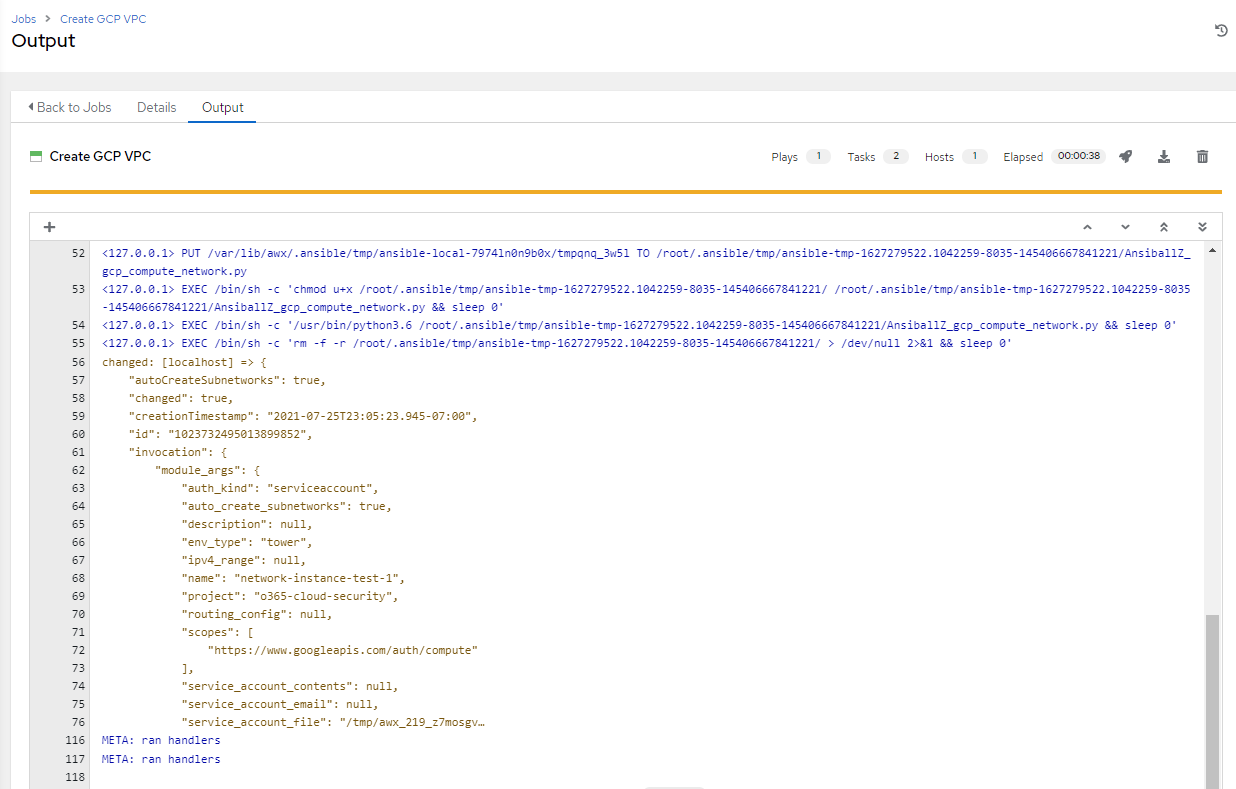 Jobs > Create GCP VPC
Output
Back to Jobs Details Output
Create GCP VPC Plays 1 Tasks 2 Hosts 1 Elapsed 00:00:38
52 <127.0.0.1> PUT /var/lib/awx/.ansible/tmp/ansible-local-7974ln0n9b0x/tmpqnq_3w5l TO /root/.ansible/tmp/ansible-tmp-1627279522.1042259-8035-145406667841221/AnsiballZ_
gcp_compute_network.py
53 <127.0.0.1> EXEC /bin/sh -c 'chmod u+x /root/.ansible/tmp/ansible-tmp-1627279522.1042259-8035-145406667841221/ /root/.ansible/tmp/ansible-tmp-1627279522.1042259-8035
-145406667841221/AnsiballZ_gcp_compute_network.py && sleep 0'
54 <127.0.0.1> EXEC /bin/sh -c '/usr/bin/python3.6 /root/.ansible/tmp/ansible-tmp-1627279522.1042259-8035-145406667841221/AnsiballZ_gcp_compute_network.py && sleep 0'
55 <127.0.0.1> EXEC /bin/sh -c 'rm -f -r /root/.ansible/tmp/ansible-tmp-1627279522.1042259-8035-145406667841221/ > /dev/null 2>&1 && sleep 0'
56 changed: [localhost] => {
57 "autoCreateSubnetworks": true,
58 "changed": true,
59 "creationTimestamp": "2021-07-25T23:05:23.945-07:00",
60 "id": "1023732495013899852",
61 "invocation": {
62 "module_args": {
63 "auth_kind": "serviceaccount",
64 "auto_create_subnetworks": true,
65 "description": null,
66 "env_type": "tower",
67 "ipv4_range": null,
68 "name": "network-instance-test-1",
69 "project": "o365-cloud-security",
70 "routing_config": null,
71 "scopes": [
72 "https://www.googleapis.com/auth/compute"
73 ],
74 "service_account_contents": null,
75 "service_account_email": null,
76 "service_account_file": "/tmp/awx_219_z7mosgv…
116 META: ran handlers
117 META: ran handlers
118